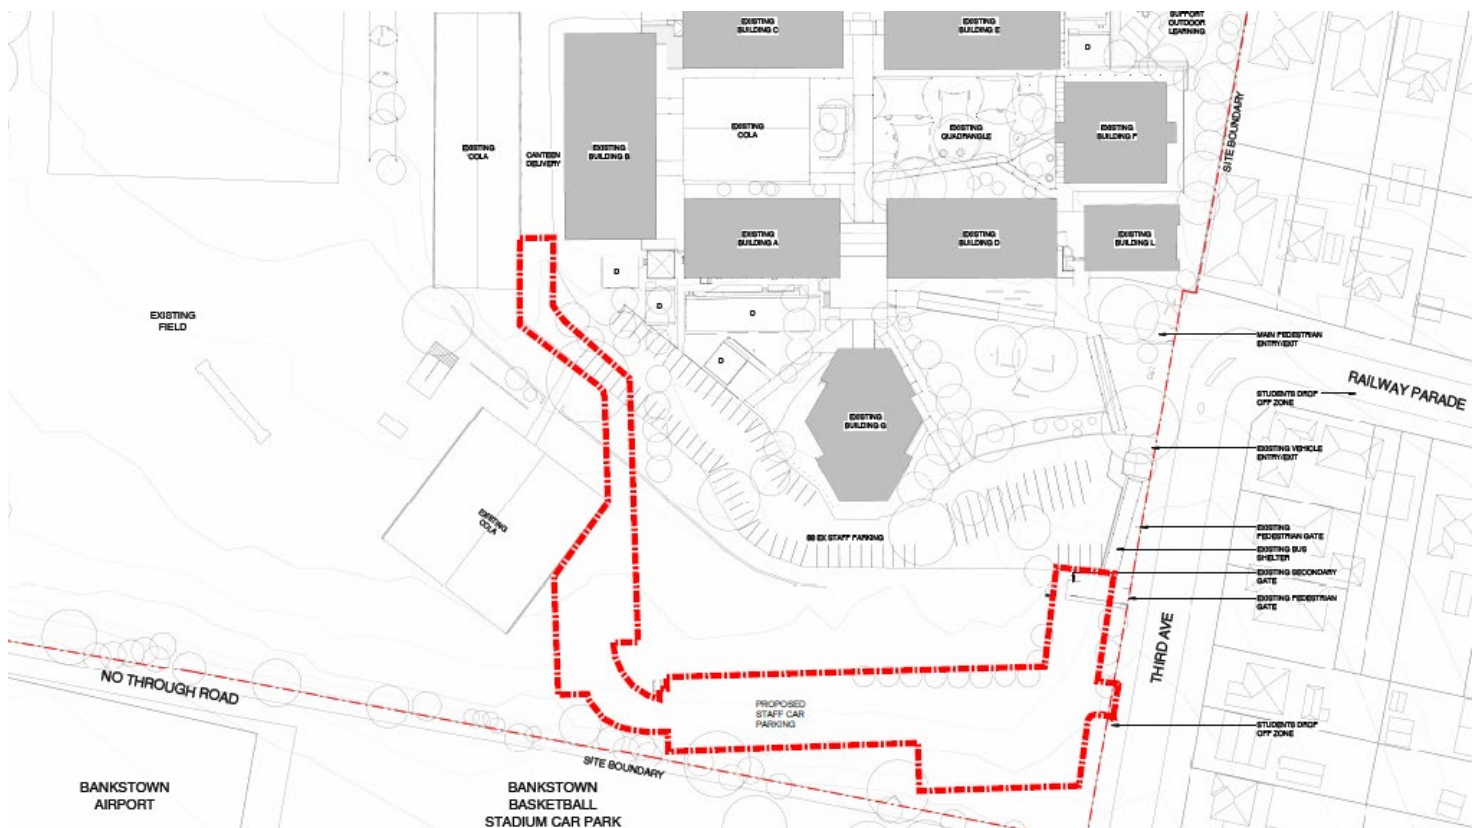 SUPPORT
OUTDOOR
LEARNING
EXISTING
BUILDING C
EXISTING
BUILDING E
D
EXISTING
COLA
CANTEEN
DELIVERY
EXISTING
BUILDING B
EXISTING
COLA
EXISTING
QUADRANGLE
EXISTING
BUILDING F
SITE BOUNDARY
EXISTING
BUILDING A
EXISTING
BUILDING D
EXISTING
BUILDING L
D
D
D
D
EXISTING
FIELD
MAIN PEDESTRIAN
ENTRY/EXIT
RAILWAY PARADE
STUDENTS DROP
OFF ZONE
EXISTING
BUILDING G
EXISTING VEHICLE
ENTRY/EXIT
EXISTING
COLA
EX STAFF PARKING
EXISTING
PEDESTRIAN GATE
EXISTING BUS
SHELTER
EXISTING SECONDARY
GATE
EXISTING PEDESTRIAN
GATE
THIRD AVE
NO THROUGH ROAD
PROPOSED
STAFF CAR
PARKING
STUDENTS DROP
OFF ZONE
SITE BOUNDARY
BANKSTOWN
AIRPORT
BANKSTOWN
BASKETBALL
STADIUM CAR PARK